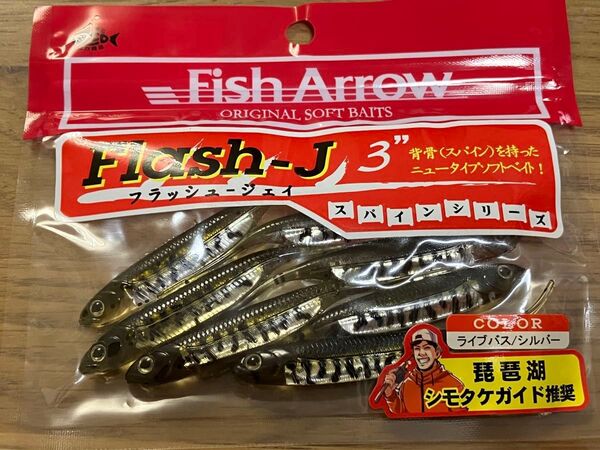 Fish Arrow
ORIGINAL SOFT BAITS
Flash-J 3"
フラッシュージェイ
背骨(スパイン)を持った
ニュータイプソフトベイト!
スパインシリーズ
COLOR
ライブバス/シルバー
琵琶湖
シモタケガイド推奨